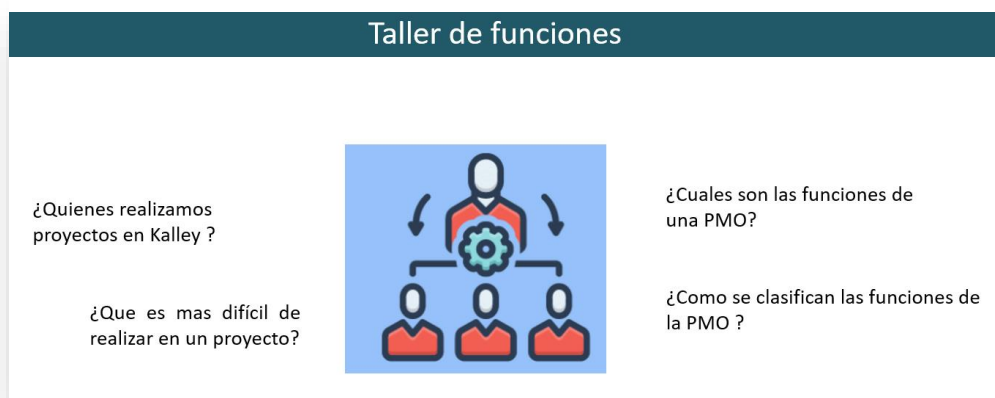 Taller de funciones
¿Quienes realizamos
proyectos en Kalley ?
¿Que es mas difícil de
realizar en un proyecto?
¿Cuales son las funciones de
una PMO?
¿Como se clasifican las funciones de
la PMO ?